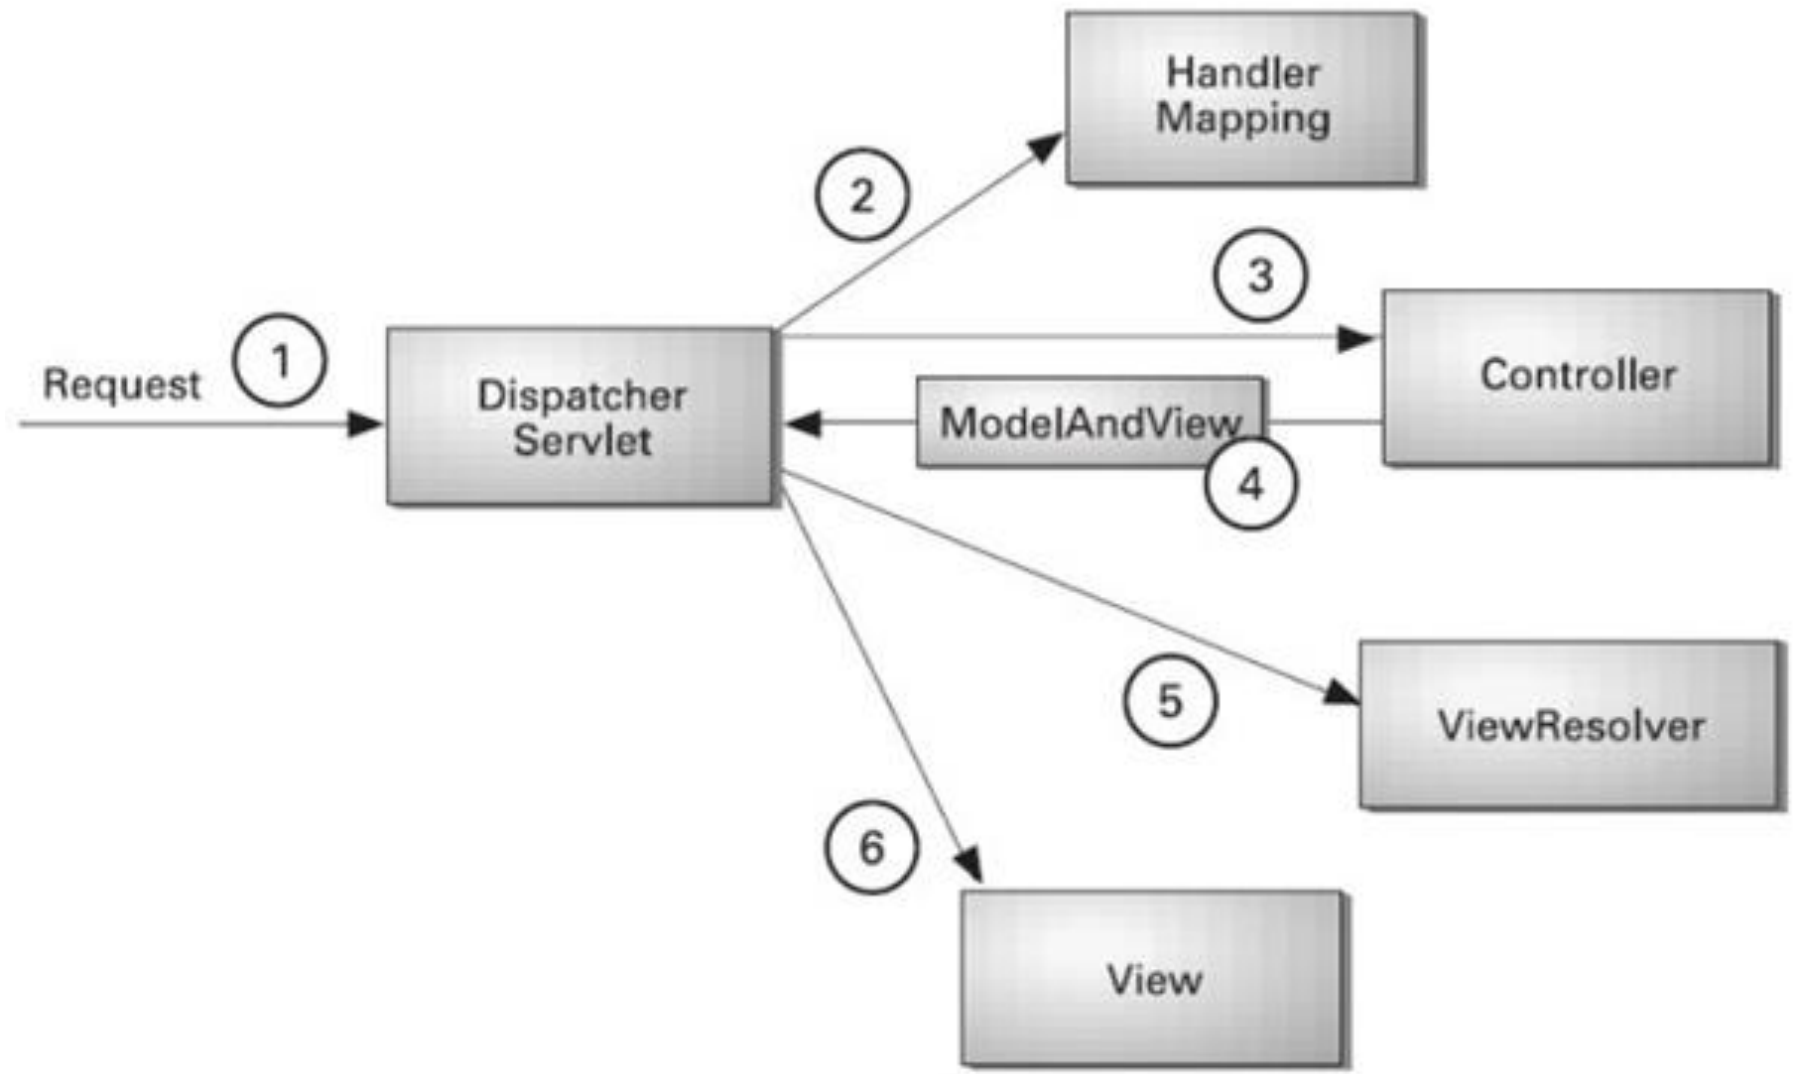 Handler
Mapping
2
3
1
Request
Dispatcher
Servlet
Controller
ModelAndView
4
5
ViewResolver
6
View